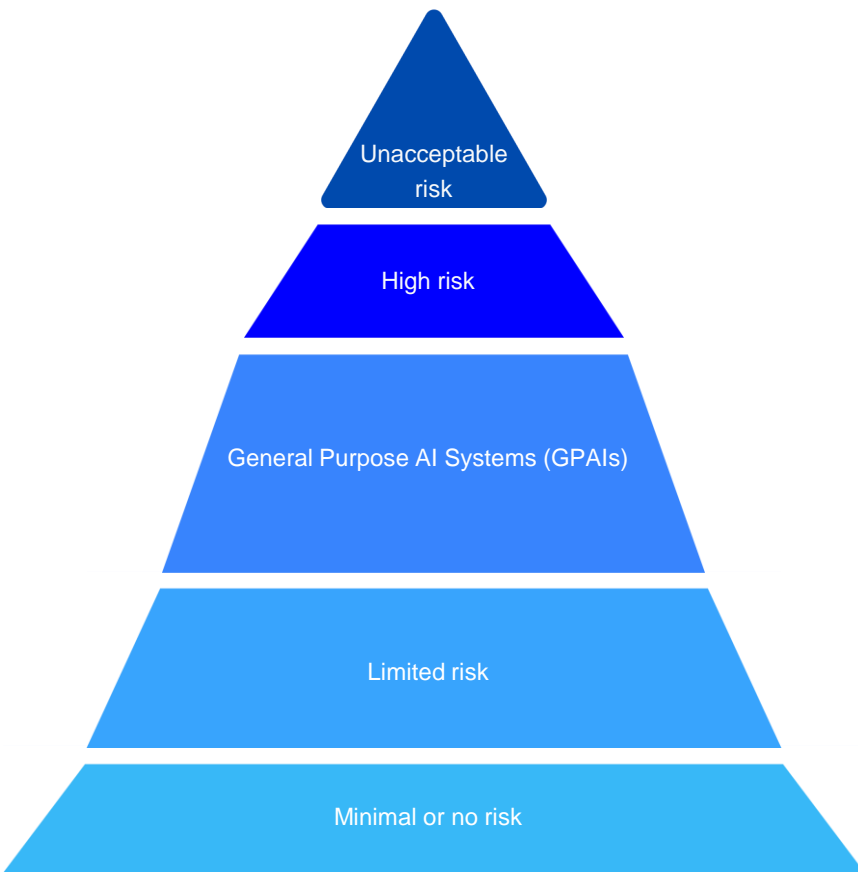 Unacceptable
risk
High risk
General Purpose AI Systems (GPAIs)
Limited risk
Minimal or no risk